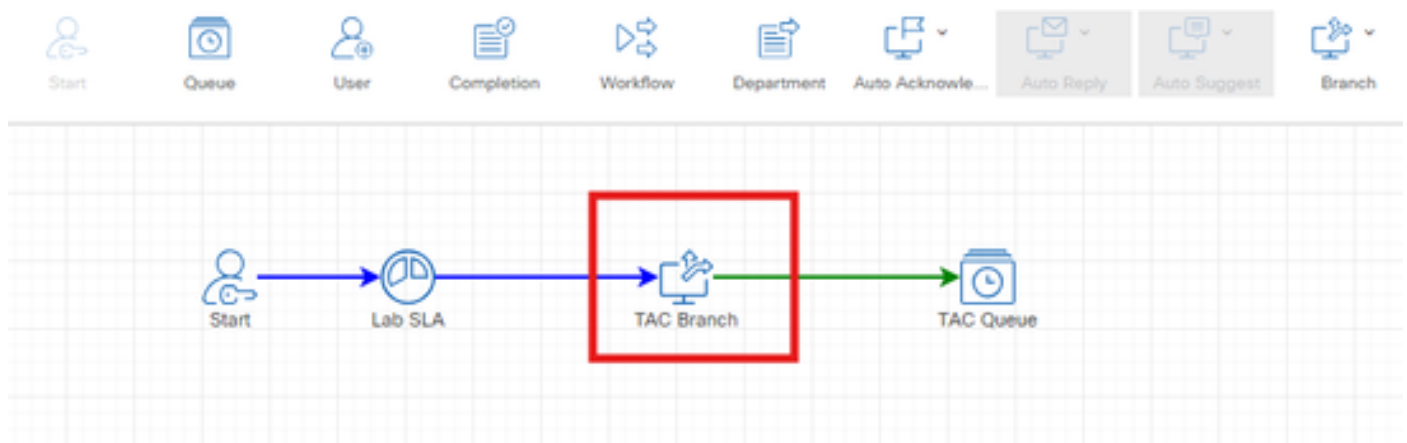 Start Queue User Completion Workflow Department Auto Acknowle... Auto Reply Auto Suggest Branch
Start Lab SLA TAC Branch TAC Queue